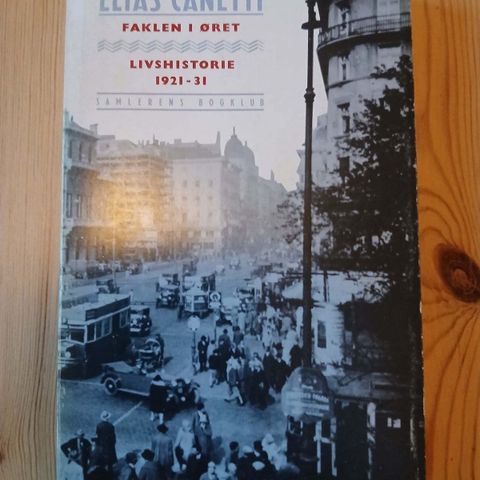 ELIAS CANETTI
FAKLEN I ØRET
LIVSHISTORIE
1921-31
SAMLERENS BOGKLUB